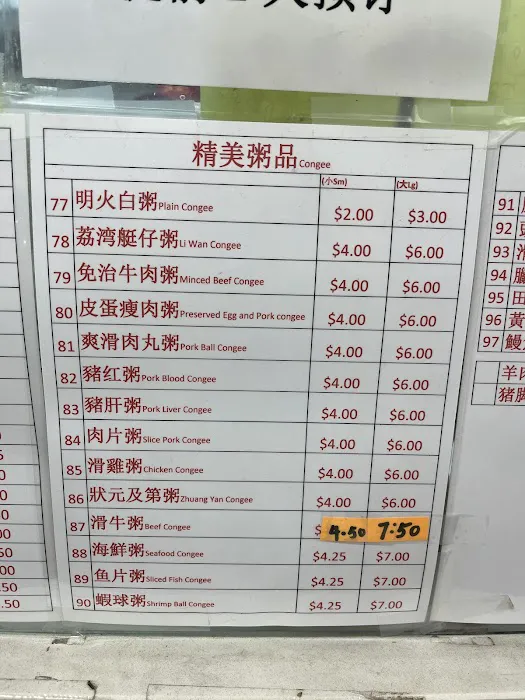 精美粥品 Congee
(小Sm) (大Lg)
77 明火白粥 Plain Congee $2.00 $3.00
78 荔湾艇仔粥 Li Wan Congee $4.00 $6.00
79 免治牛肉粥 Minced Beef Congee $4.00 $6.00
80 皮蛋瘦肉粥 Preserved Egg and Pork congee $4.00 $6.00
81 爽滑肉丸粥 Pork Ball Congee $4.00 $6.00
82 豬红粥 Pork Blood Congee $4.00 $6.00
83 豬肝粥 Pork Liver Congee $4.00 $6.00
84 肉片粥 Slice Pork Congee $4.00 $6.00
85 滑雞粥 Chicken Congee $4.00 $6.00
86 狀元及第粥 Zhuang Yan Congee $4.00 $6.00
87 滑牛粥 Beef Congee $ 4.50 7:50
88 海鮮粥 Seafood Congee $4.25 $7.00
89 鱼片粥 Sliced Fish Congee $4.25 $7.00
90 蝦球粥 Shrimp Ball Congee $4.25 $7.00
91
92
93
94
95 田
96 黃
97 鰻
羊肉
豬腳